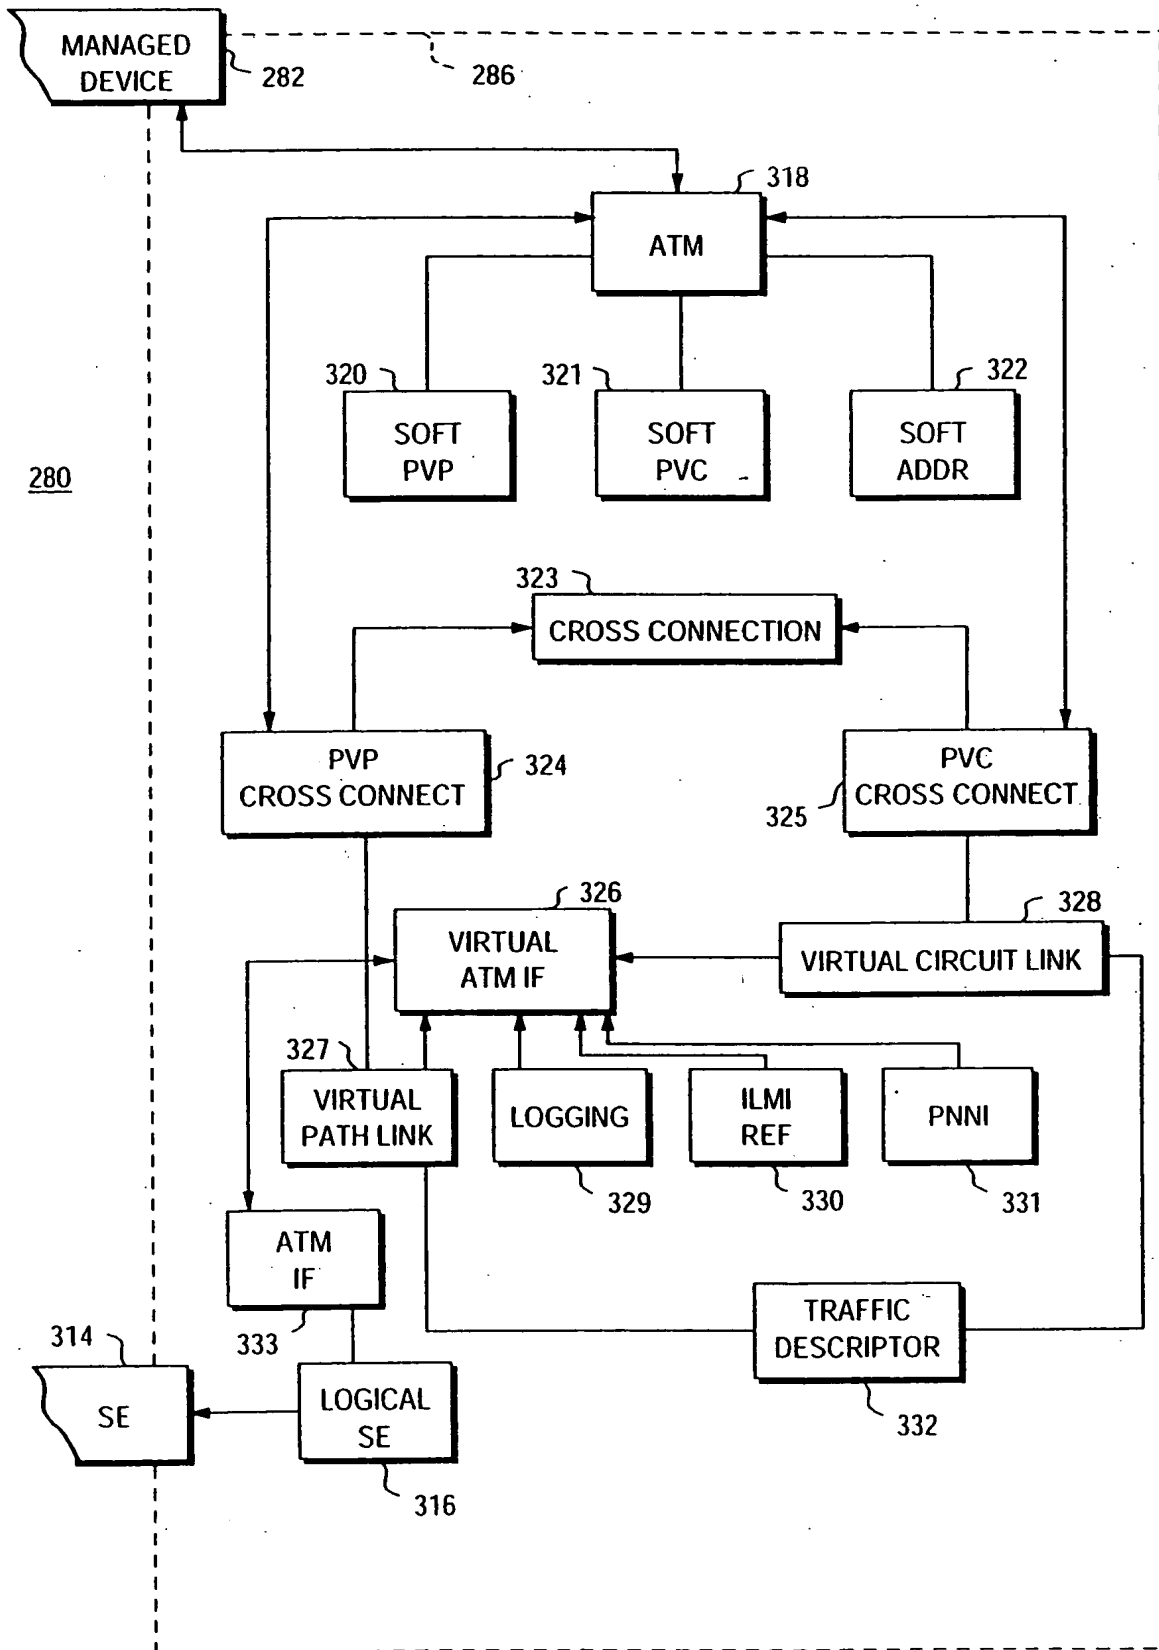 MANAGED
DEVICE
282
286
318
ATM
320
321
322
SOFT
PVP
SOFT
PVC
SOFT
ADDR
280
323
CROSS CONNECTION
PVP
CROSS CONNECT
324
PVC
CROSS CONNECT
325
326
328
VIRTUAL
ATM IF
VIRTUAL CIRCUIT LINK
327
VIRTUAL
PATH LINK
LOGGING
ILMI
REF
PNNI
329
330
331
ATM
IF
333
TRAFFIC
DESCRIPTOR
332
314
SE
LOGICAL
SE
316